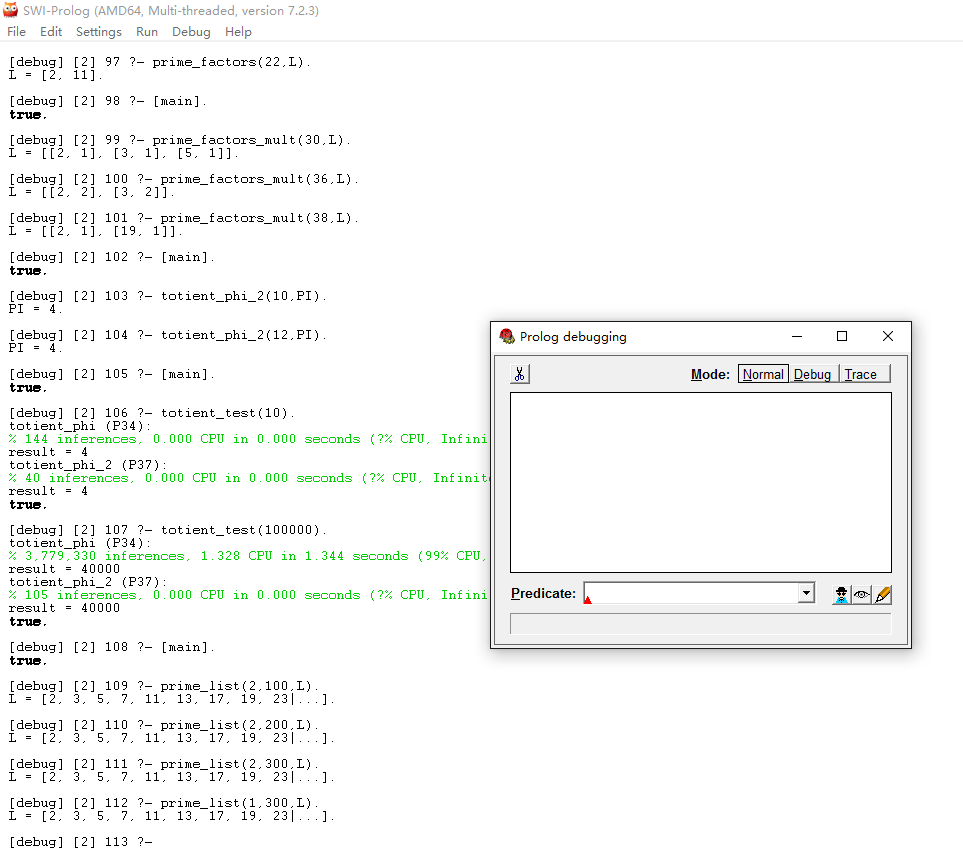 SWI-Prolog (AMD64, Multi-threaded, version 7.2.3)
File Edit Settings Run Debug Help
[debug] [2] 97 ?- prime_factors(22,L).
L = [2, 11].
[debug] [2] 98 ?- [main].
true.
[debug] [2] 99 ?- prime_factors_mult(30,L).
L = [[2, 1], [3, 1], [5, 1]].
[debug] [2] 100 ?- prime_factors_mult(36,L).
L = [[2, 2], [3, 2]].
[debug] [2] 101 ?- prime_factors_mult(38,L).
L = [[2, 1], [19, 1]].
[debug] [2] 102 ?- [main].
true.
[debug] [2] 103 ?- totient_phi_2(10,PI).
PI = 4.
[debug] [2] 104 ?- totient_phi_2(12,PI).
PI = 4.
[debug] [2] 105 ?- [main].
true.
[debug] [2] 106 ?- totient_test(10).
totient_phi (P34):
% 144 inferences, 0.000 CPU in 0.000 seconds (?% CPU, Infini
result = 4
totient_phi_2 (P37):
% 40 inferences, 0.000 CPU in 0.000 seconds (?% CPU, Infinit
result = 4
true.
[debug] [2] 107 ?- totient_test(100000).
totient_phi (P34):
% 3,779,330 inferences, 1.328 CPU in 1.344 seconds (99% CPU,
result = 40000
totient_phi_2 (P37):
% 105 inferences, 0.000 CPU in 0.000 seconds (?% CPU, Infini
result = 40000
true.
[debug] [2] 108 ?- [main].
true.
[debug] [2] 109 ?- prime_list(2,100,L).
L = [2, 3, 5, 7, 11, 13, 17, 19, 23|...].
[debug] [2] 110 ?- prime_list(2,200,L).
L = [2, 3, 5, 7, 11, 13, 17, 19, 23|...].
[debug] [2] 111 ?- prime_list(2,300,L).
L = [2, 3, 5, 7, 11, 13, 17, 19, 23|...].
[debug] [2] 112 ?- prime_list(1,300,L).
L = [2, 3, 5, 7, 11, 13, 17, 19, 23|...].
[debug] [2] 113 ?-
Prolog debugging
Mode: Normal Debug Trace
Predicate: